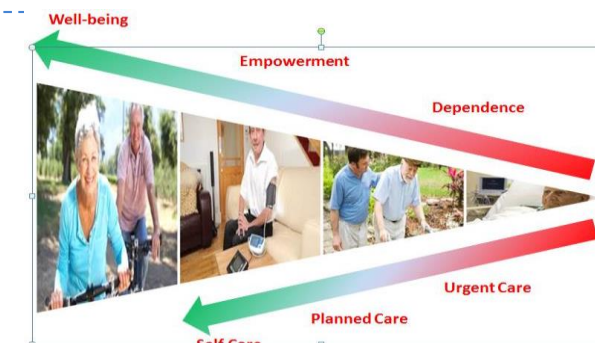 Well-being
Empowerment
Dependence
Urgent Care
Planned Care
Self Care